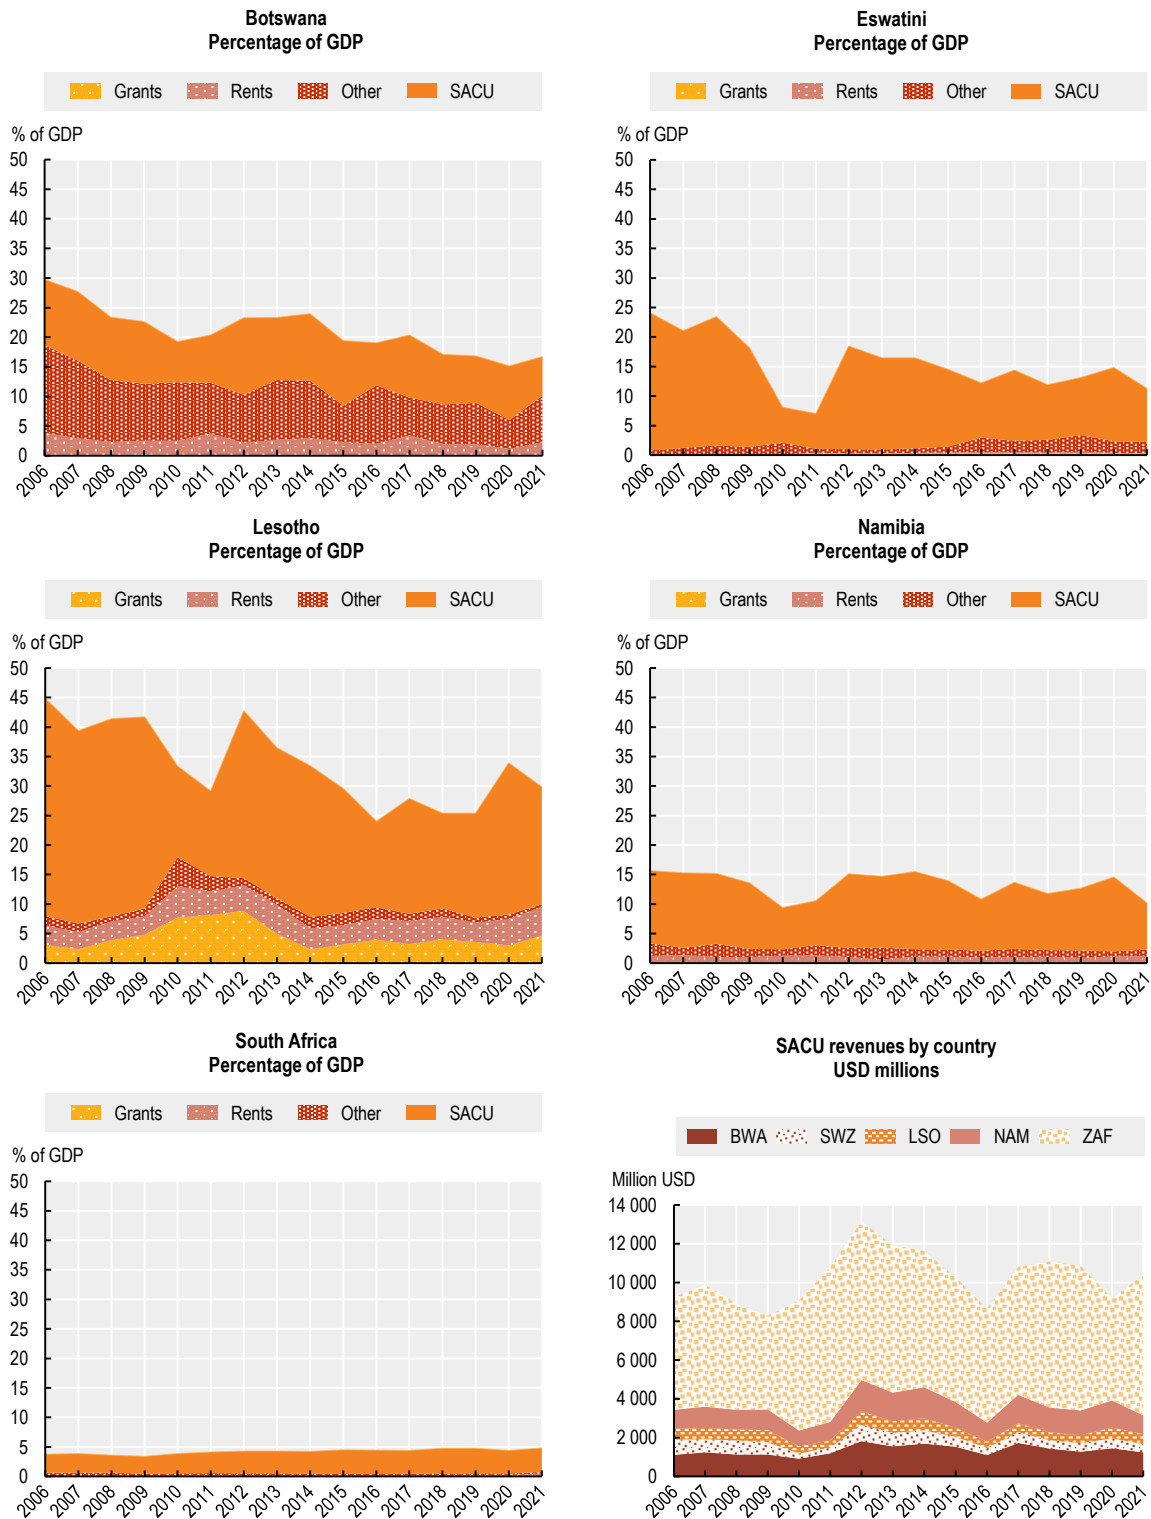 Botswana
Percentage of GDP
Grants Rents Other SACU
% of GDP
50
45
40
35
30
25
20
15
10
5
0
2006 2007 2008 2009 2010 2011 2012 2013 2014 2015 2016 2017 2018 2019 2020 2021
Eswatini
Percentage of GDP
Grants Rents Other SACU
% of GDP
50
45
40
35
30
25
20
15
10
5
0
2006 2007 2008 2009 2010 2011 2012 2013 2014 2015 2016 2017 2018 2019 2020 2021
Lesotho
Percentage of GDP
Grants Rents Other SACU
% of GDP
50
45
40
35
30
25
20
15
10
5
0
2006 2007 2008 2009 2010 2011 2012 2013 2014 2015 2016 2017 2018 2019 2020 2021
Namibia
Percentage of GDP
Grants Rents Other SACU
% of GDP
50
45
40
35
30
25
20
15
10
5
0
2006 2007 2008 2009 2010 2011 2012 2013 2014 2015 2016 2017 2018 2019 2020 2021
South Africa
Percentage of GDP
Grants Rents Other SACU
% of GDP
50
45
40
35
30
25
20
15
10
5
0
2006 2007 2008 2009 2010 2011 2012 2013 2014 2015 2016 2017 2018 2019 2020 2021
SACU revenues by country
USD millions
BWA SWZ LSO NAM ZAF
Million USD
14 000
12 000
10 000
8 000
6 000
4 000
2 000
0
2006 2007 2008 2009 2010 2011 2012 2013 2014 2015 2016 2017 2018 2019 2020 2021